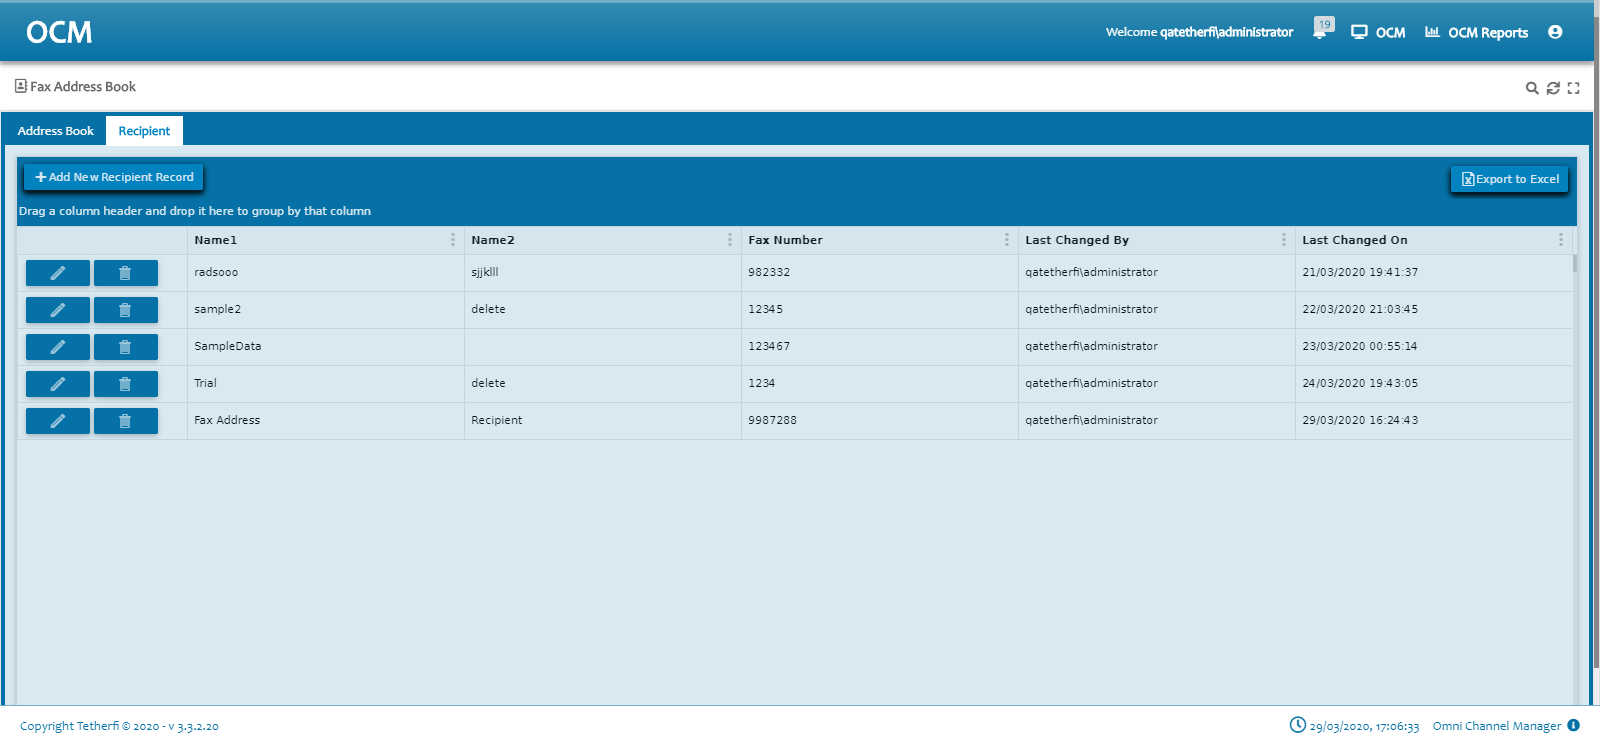 OCM
Welcome qatetherfi\administrator 19 OCM OCM Reports
Fax Address Book
Address Book Recipient
Add New Recipient Record Export to Excel
Drag a column header and drop it here to group by that column
Name1 Name2 Fax Number Last Changed By Last Changed On
radsooo sjjklll 982332 qatetherfi\administrator 21/03/2020 19:41:37
sample2 delete 12345 qatetherfi\administrator 22/03/2020 21:03:45
SampleData 123467 qatetherfi\administrator 23/03/2020 00:55:14
Trial delete 1234 qatetherfi\administrator 24/03/2020 19:43:05
Fax Address Recipient 9987288 qatetherfi\administrator 29/03/2020 16:24:43
Copyright Tetherfi © 2020 - v 3.3.2.20 29/03/2020, 17:06:33 Omni Channel Manager